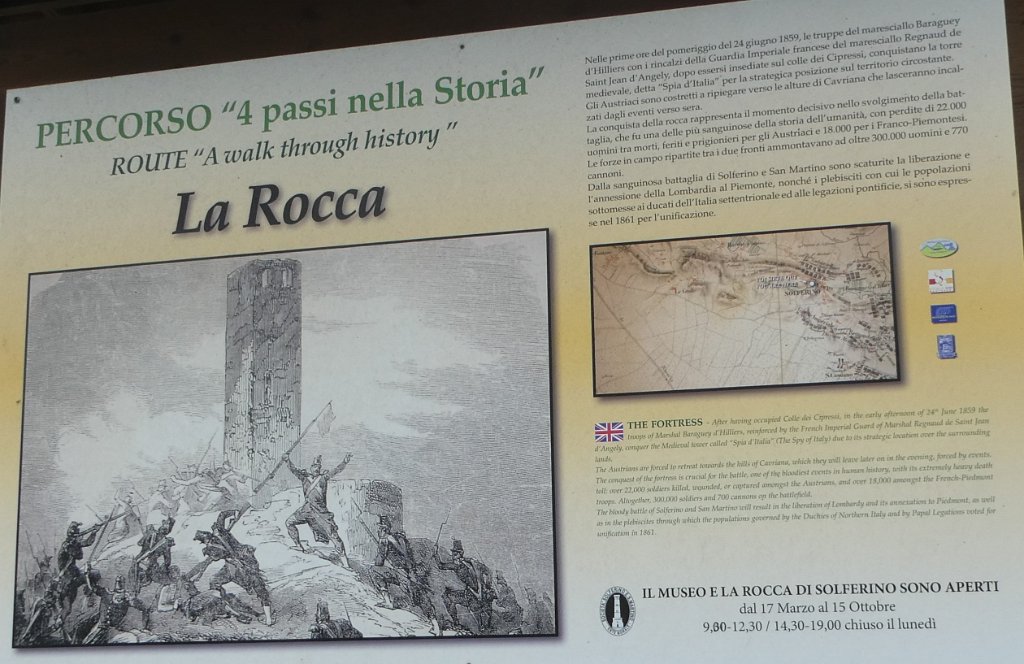 PERCORSO "4 passi nella Storia"
ROUTE "A walk through history"
La Rocca
Nelle prime ore del pomeriggio del 24 giugno 1859, le truppe del maresciallo Baraguey
d'Hilliers con i rincalzi della Guardia Imperiale francese del maresciallo Regnaud de
Saint Jean d'Angely, dopo essersi insediate sul colle dei Cipressi, conquistano la torre
medievale, detta "Spia d'Italia" per la strategica posizione sul territorio circostante.
Gli Austriaci sono costretti a ripiegare verso le alture di Cavriana che lasceranno incal-
zati dagli eventi verso sera.
La conquista della rocca rappresenta il momento decisivo nello svolgimento della bat-
taglia, che fu una delle più sanguinose della storia dell'umanità, con perdite di 22.000
uomini tra morti, feriti e prigionieri per gli Austriaci e 18.000 per i Franco-Piemontesi.
Le forze in campo ripartite tra i due fronti ammontavano ad oltre 300.000 uomini e 770
cannoni.
Dalla sanguinosa battaglia di Solferino e San Martino sono scaturite la liberazione e
l'annessione della Lombardia al Piemonte, nonché i plebisciti con cui le popolazioni
sottomesse ai ducati dell'Italia settentrionale ed alle legazioni pontificie, si sono espres-
se nel 1861 per l'unificazione.
SOLFERINO
THE FORTRESS - After having occupied Colle dei Cipressi, in the early afternoon of 24th June 1859 the
troops of Marshal Baraguey d'Hilliers, reinforced by the French Imperial Guard of Marshal Regnaud de Saint Jean
d'Angely, conquer the Medieval tower called "Spia d'Italia" (The Spy of Italy) due to its strategic location over the surrounding
lands.
The Austrians are forced to retreat towards the hills of Cavriana, which they will leave later on in the evening, forced by events.
The conquest of the fortress is crucial for the battle, one of the bloodiest events in human history, with its extremely heavy death
toll: over 22,000 soldiers killed, wounded, or captured amongst the Austrians, and over 18,000 amongst the French-Piedmont
troops. Altogether, 300,000 soldiers and 700 cannons on the battlefield.
The bloody battle of Solferino and San Martino will result in the liberation of Lombardy and its annexation to Piedmont, as well
as in the plebiscites through which the populations governed by the Duchies of Northern Italy and by Papal Legations voted for
unification in 1861.
IL MUSEO E LA ROCCA DI SOLFERINO SONO APERTI
dal 17 Marzo al 15 Ottobre
9,00-12,30 / 14,30-19,00 chiuso il lunedì